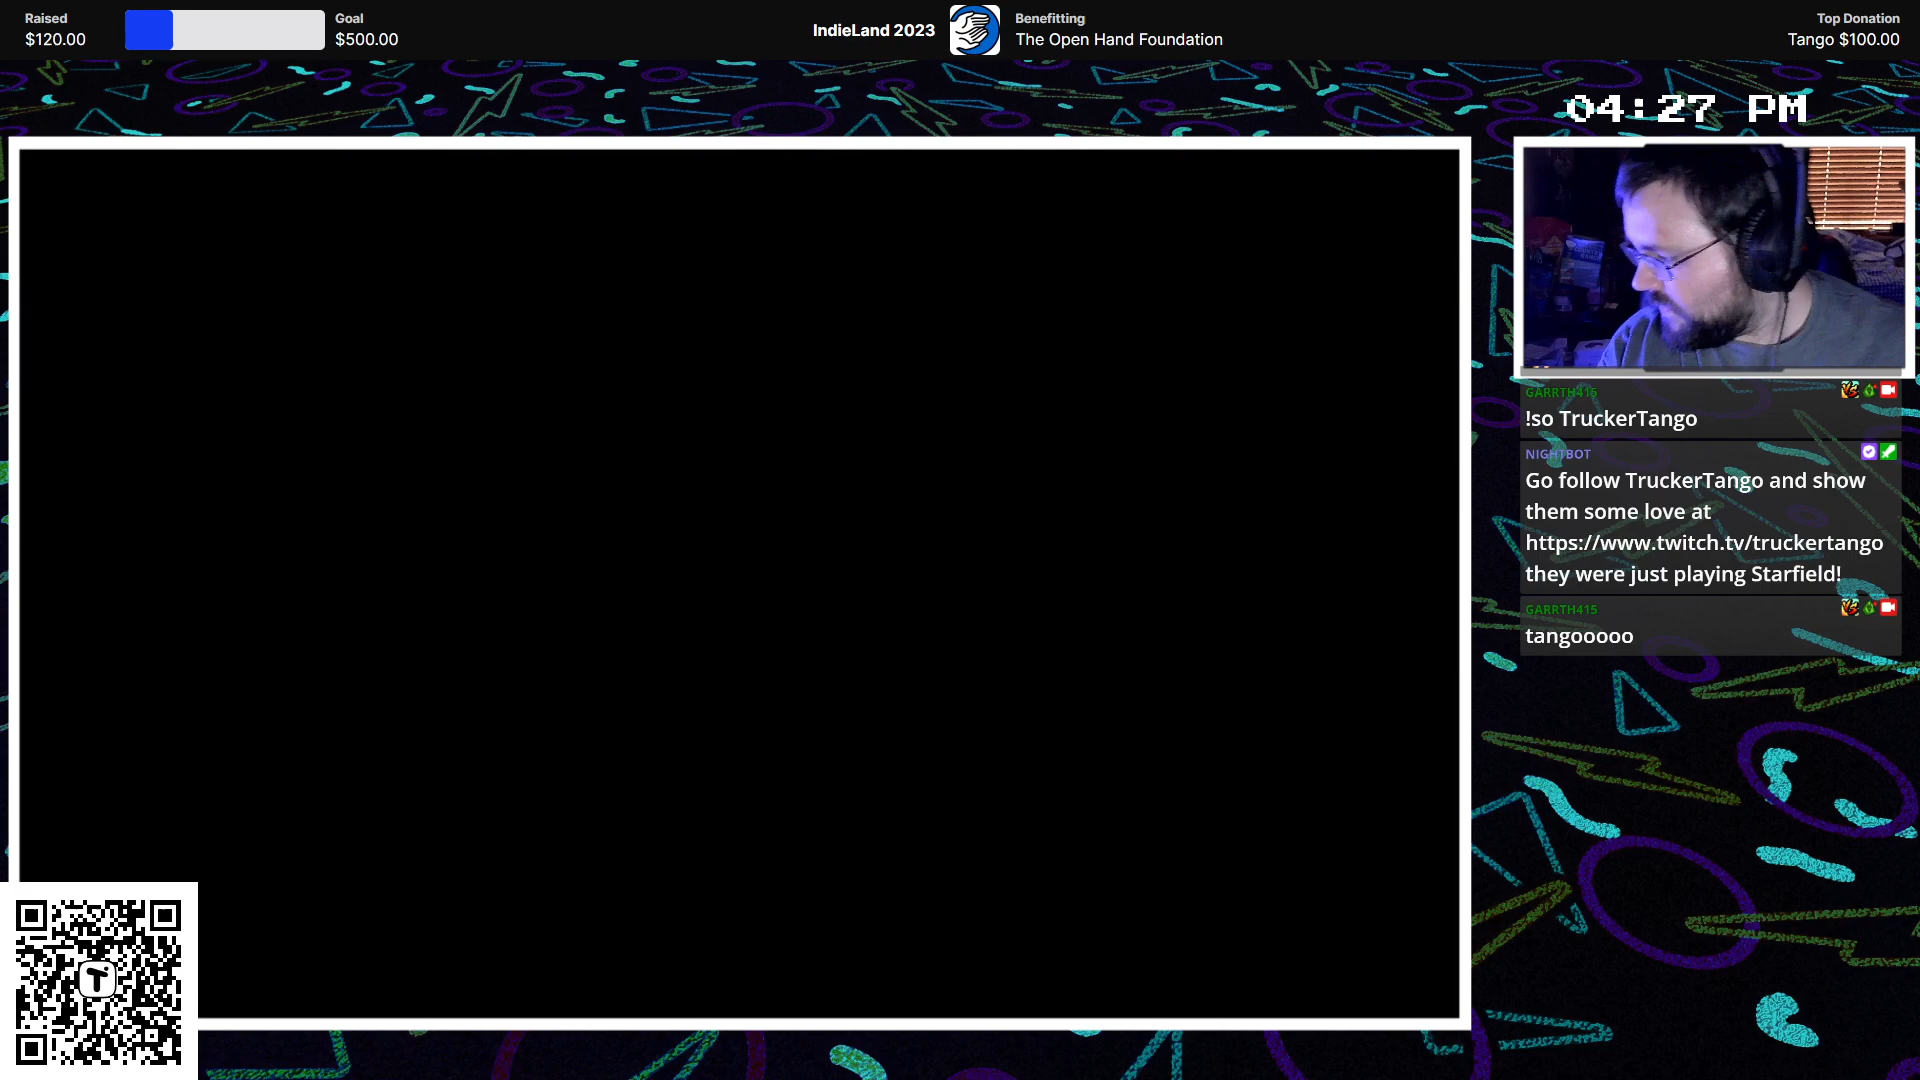 Raised
$120.00
Goal
$500.00
IndieLand 2023
Benefitting
The Open Hand Foundation
Top Donation
Tango $100.00
04:27 PM
GARRTH415
!so TruckerTango
NIGHTBOT
Go follow TruckerTango and show
them some love at
https://www.twitch.tv/truckertango
they were just playing Starfield!
GARRTH415
tangooooo